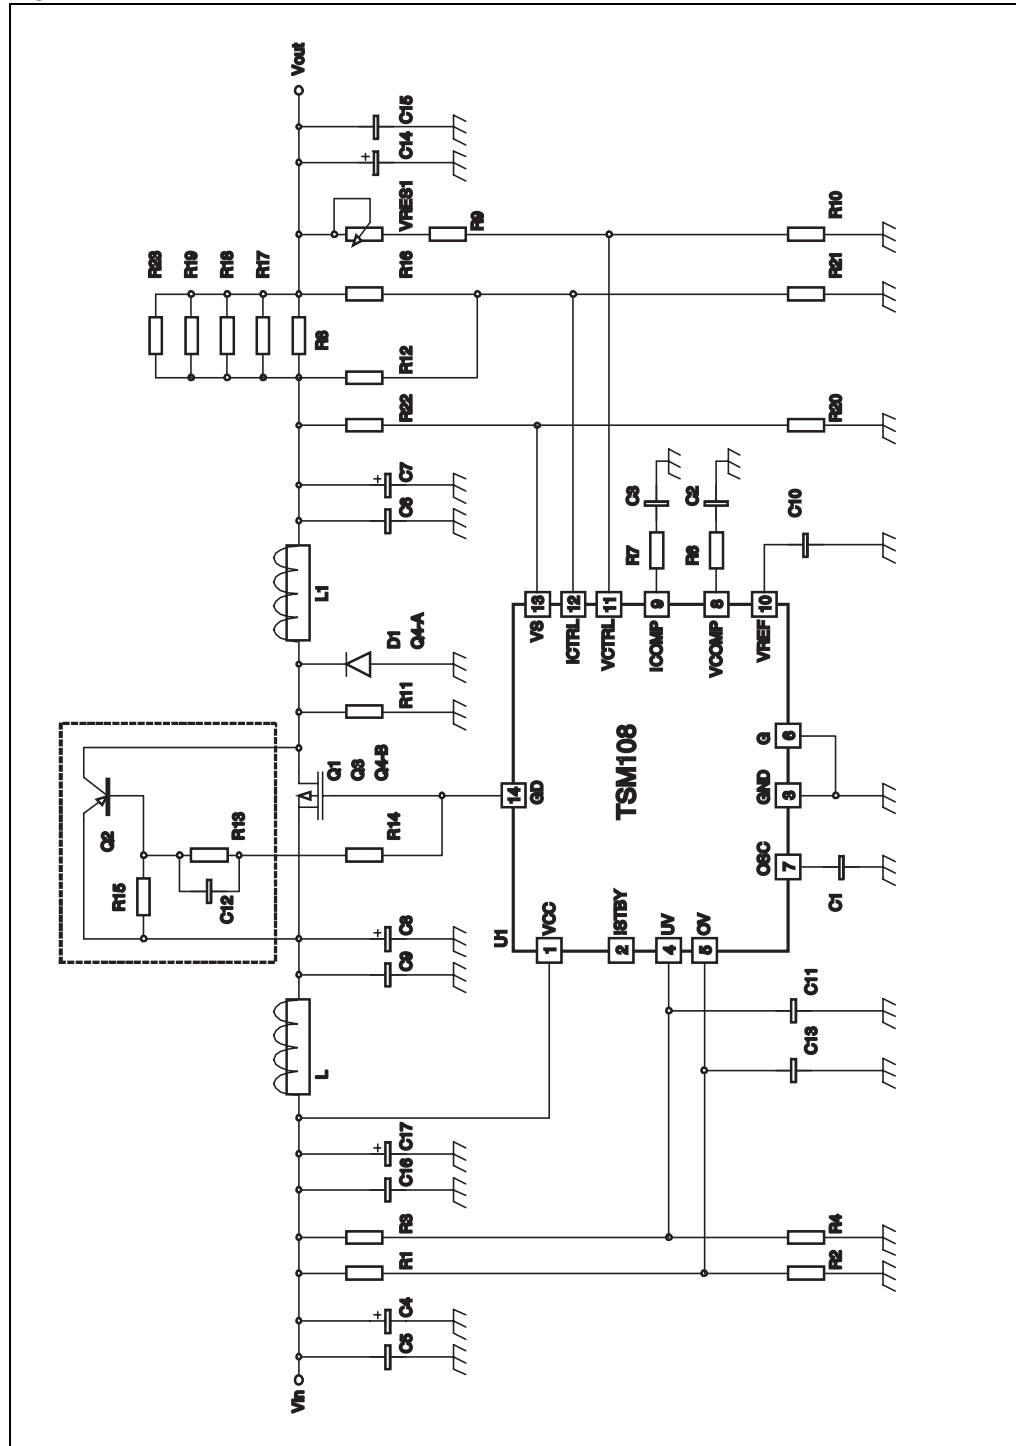 Vout
C15
C14
VRES1
R9
R10
R23
R19
R18
R17
R16
R21
R8
R12
R22
R20
C7
C6
C3
C2
R7
R6
C10
L1
13
12
11
9
8
10
VS
ICTRL
VCTRL
ICOMP
VCOMP
VREF
D1
Q4-A
R11
TSM108
G
6
Q1
Q3
Q4-B
14
GD
GND
3
Q2
R13
R14
OSC
7
R15
C12
C1
C8
C9
U1
VCC
ISTBY
UV
OV
1
2
4
5
L
C11
C13
C17
C16
R3
R4
R1
R2
C4
C5
Vin